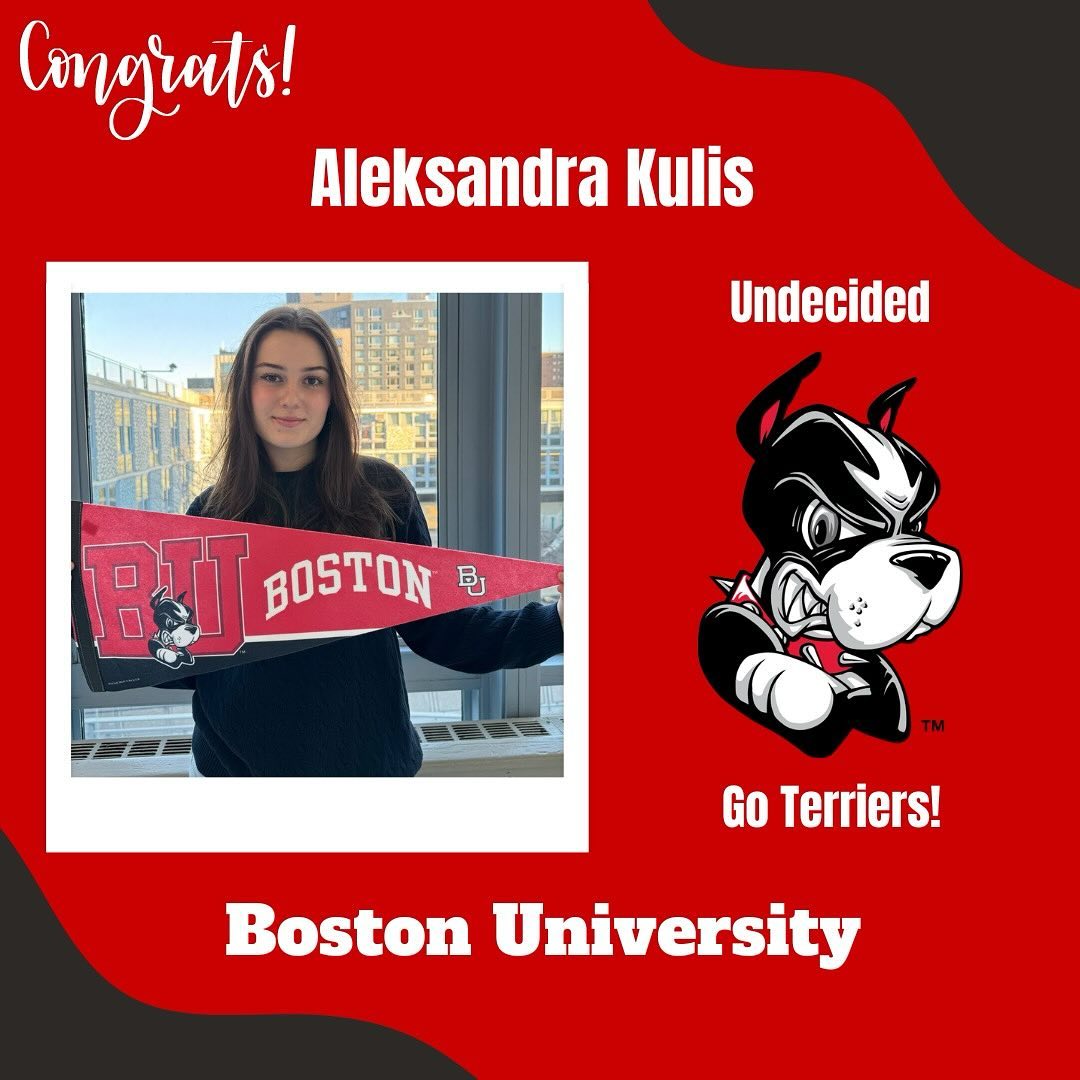 Congrats!
Aleksandra Kulis
Undecided
BU
BOSTON
BU
TM
Go Terriers!
Boston University